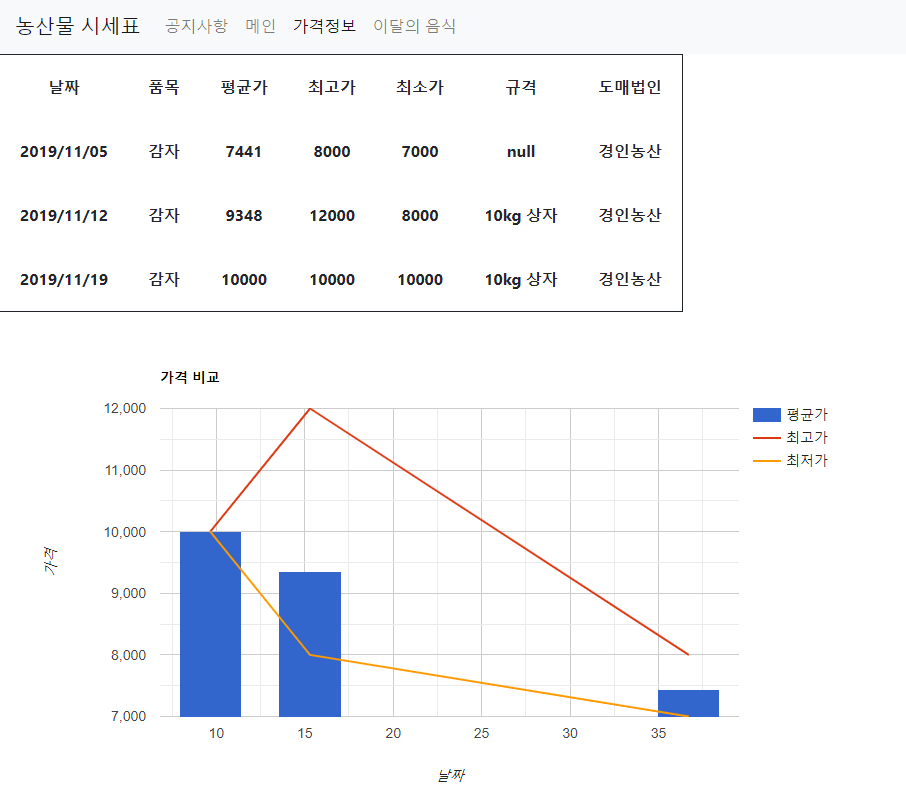 농산물 시세표 공지사항 메인 가격정보 이달의 음식
날짜 품목 평균가 최고가 최소가 규격 도매법인
2019/11/05 감자 7441 8000 7000 null 경인농산
2019/11/12 감자 9348 12000 8000 10kg 상자 경인농산
2019/11/19 감자 10000 10000 10000 10kg 상자 경인농산
가격 비교
12,000
11,000
10,000
9,000
8,000
7,000
가격
10 15 20 25 30 35
날짜
평균가
최고가
최저가